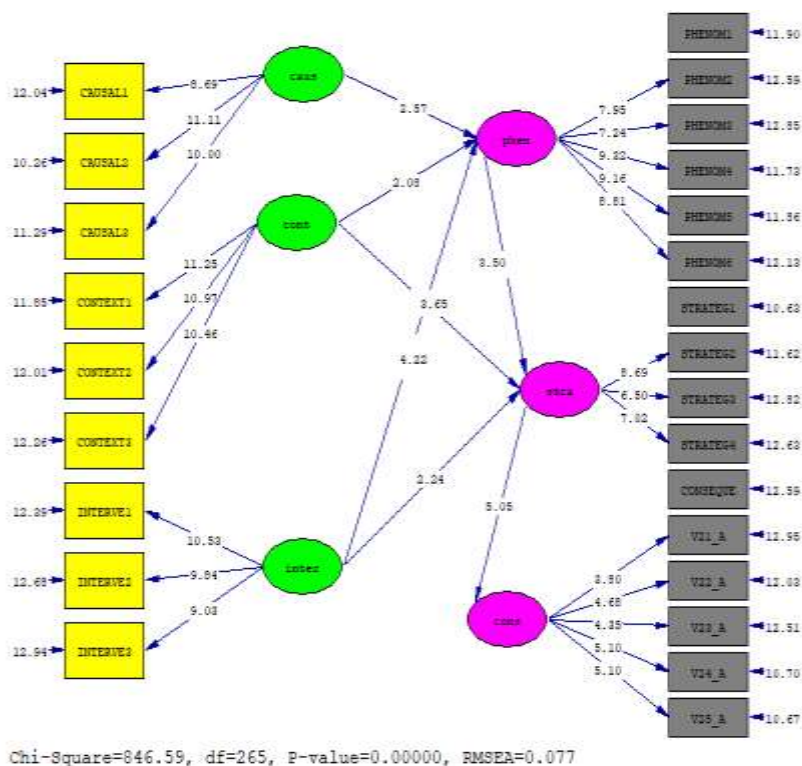 PHENOM1
11.90
12.04
CAUSAL1
8.69
caus
PHENOM2
12.59
11.11
2.57
7.95
CAUSAL2
10.26
10.00
phen
7.24
PHENOM3
12.85
9.32
PHENOM4
11.73
CAUSAL3
11.29
cont
2.08
9.16
PHENOM5
11.36
8.81
11.25
PHENOM6
12.13
CONTEXT1
11.85
10.97
3.50
10.46
3.65
STRATEG1
10.63
4.22
CONTEXT2
12.01
STRATEG2
11.62
8.69
stra
6.50
STRATEG3
12.82
7.02
CONTEXT3
12.26
STRATEG4
12.63
2.24
CONSEQUE
12.59
INTERVE1
12.39
5.05
V21_A
12.95
10.53
inter
3.80
INTERVE2
12.68
9.84
V22_A
12.03
4.68
9.03
cons
4.35
V23_A
12.51
INTERVE3
12.94
5.10
V24_A
10.70
5.10
V25_A
10.67
Chi-Square=846.59, df=265, P-value=0.00000, RMSEA=0.077